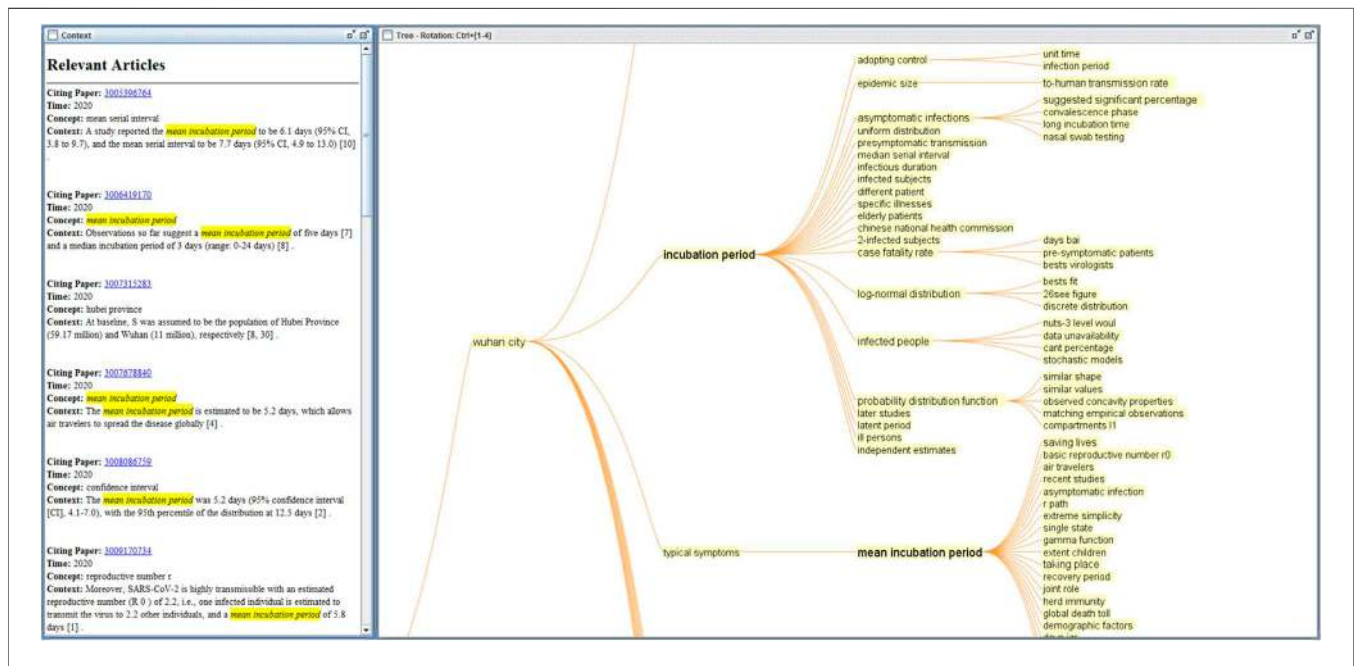 Context
Relevant Articles
Citing Paper: 3005396764
Time: 2020
Concept: mean serial interval
Context: A study reported the mean incubation period to be 6.1 days (95% CI,
3.8 to 9.7), and the mean serial interval to be 7.7 days (95% CI, 4.9 to 13.0) [10]
.
Citing Paper: 3006419170
Time: 2020
Concept: mean incubation period
Context: Observations so far suggest a mean incubation period of five days [7]
and a median incubation period of 3 days (range: 0-24 days) [8] .
Citing Paper: 3007315283
Time: 2020
Concept: hubei province
Context: At baseline, S was assumed to be the population of Hubei Province
(59.17 million) and Wuhan (11 million), respectively [8, 30] .
Citing Paper: 3007678840
Time: 2020
Concept: mean incubation period
Context: The mean incubation period is estimated to be 5.2 days, which allows
air travelers to spread the disease globally [4] .
Citing Paper: 3008086759
Time: 2020
Concept: confidence interval
Context: The mean incubation period was 5.2 days (95% confidence interval
[CI], 4.1-7.0), with the 95th percentile of the distribution at 12.5 days [2] .
Citing Paper: 3009170734
Time: 2020
Concept: reproductive number r
Context: Moreover, SARS-CoV-2 is highly transmissible with an estimated
reproductive number (R 0 ) of 2.2, i.e., one infected individual is estimated to
transmit the virus to 2.2 other individuals, and a mean incubation period of 5.8
days [1] .
Tree - Rotation: Ctrl+[1-4]
wuhan city
incubation period
adopting control
unit time
infection period
epidemic size
to-human transmission rate
asymptomatic infections
suggested significant percentage
convalescence phase
long incubation time
nasal swab testing
uniform distribution
presymptomatic transmission
median serial interval
infectious duration
infected subjects
different patient
specific illnesses
elderly patients
chinese national health commission
2-infected subjects
case fatality rate
days bai
pre-symptomatic patients
bests virologists
log-normal distribution
bests fit
26see figure
discrete distribution
infected people
nuts-3 level woul
data unavailability
cant percentage
stochastic models
probability distribution function
similar shape
similar values
observed concavity properties
matching empirical observations
compartments l1
later studies
latent period
ill persons
independent estimates
typical symptoms
mean incubation period
saving lives
basic reproductive number r0
air travelers
recent studies
asymptomatic infection
r path
extreme simplicity
single state
gamma function
extent children
taking place
recovery period
joint role
herd immunity
global death toll
demographic factors